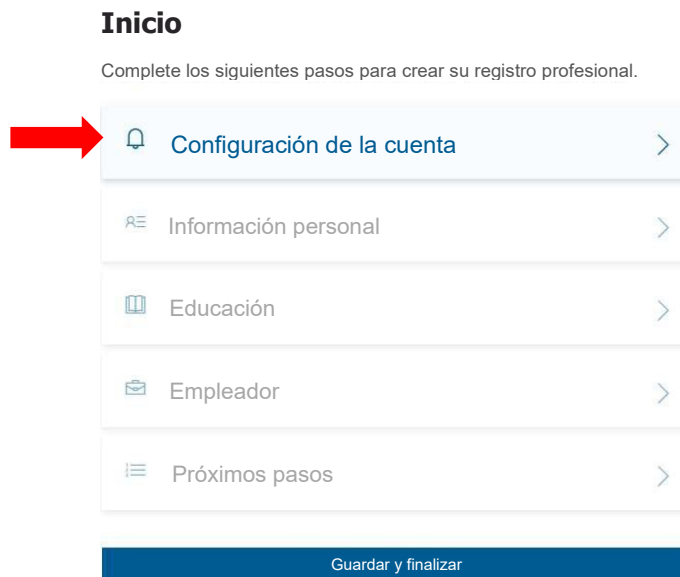 Inicio
Complete los siguientes pasos para crear su registro profesional.
Configuración de la cuenta
Información personal
Educación
Empleador
Próximos pasos
Guardar y finalizar